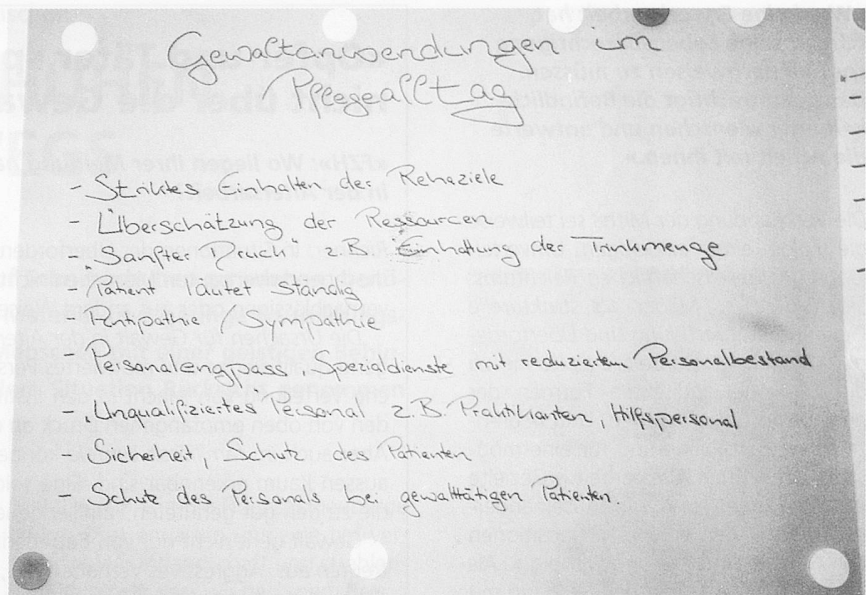 Gewaltanwendungen im
Pflegealltag
- Striktes Einhalten der Rehaziele
- Überschätzung der Ressourcen
- Sanfter Druck z.B. Einhaltung der Trinkmenge
- Patient läutet ständig
- Antipathie / Sympathie
- Personalengpass, Spezialdienste mit reduzierten Personalbestand
- Unqualifiziertes Personal z.B. Praktikanten, Hilfspersonal
- Sicherheit, Schutz des Patienten
- Schutz des Personals bei gewalttätigen Patienten.